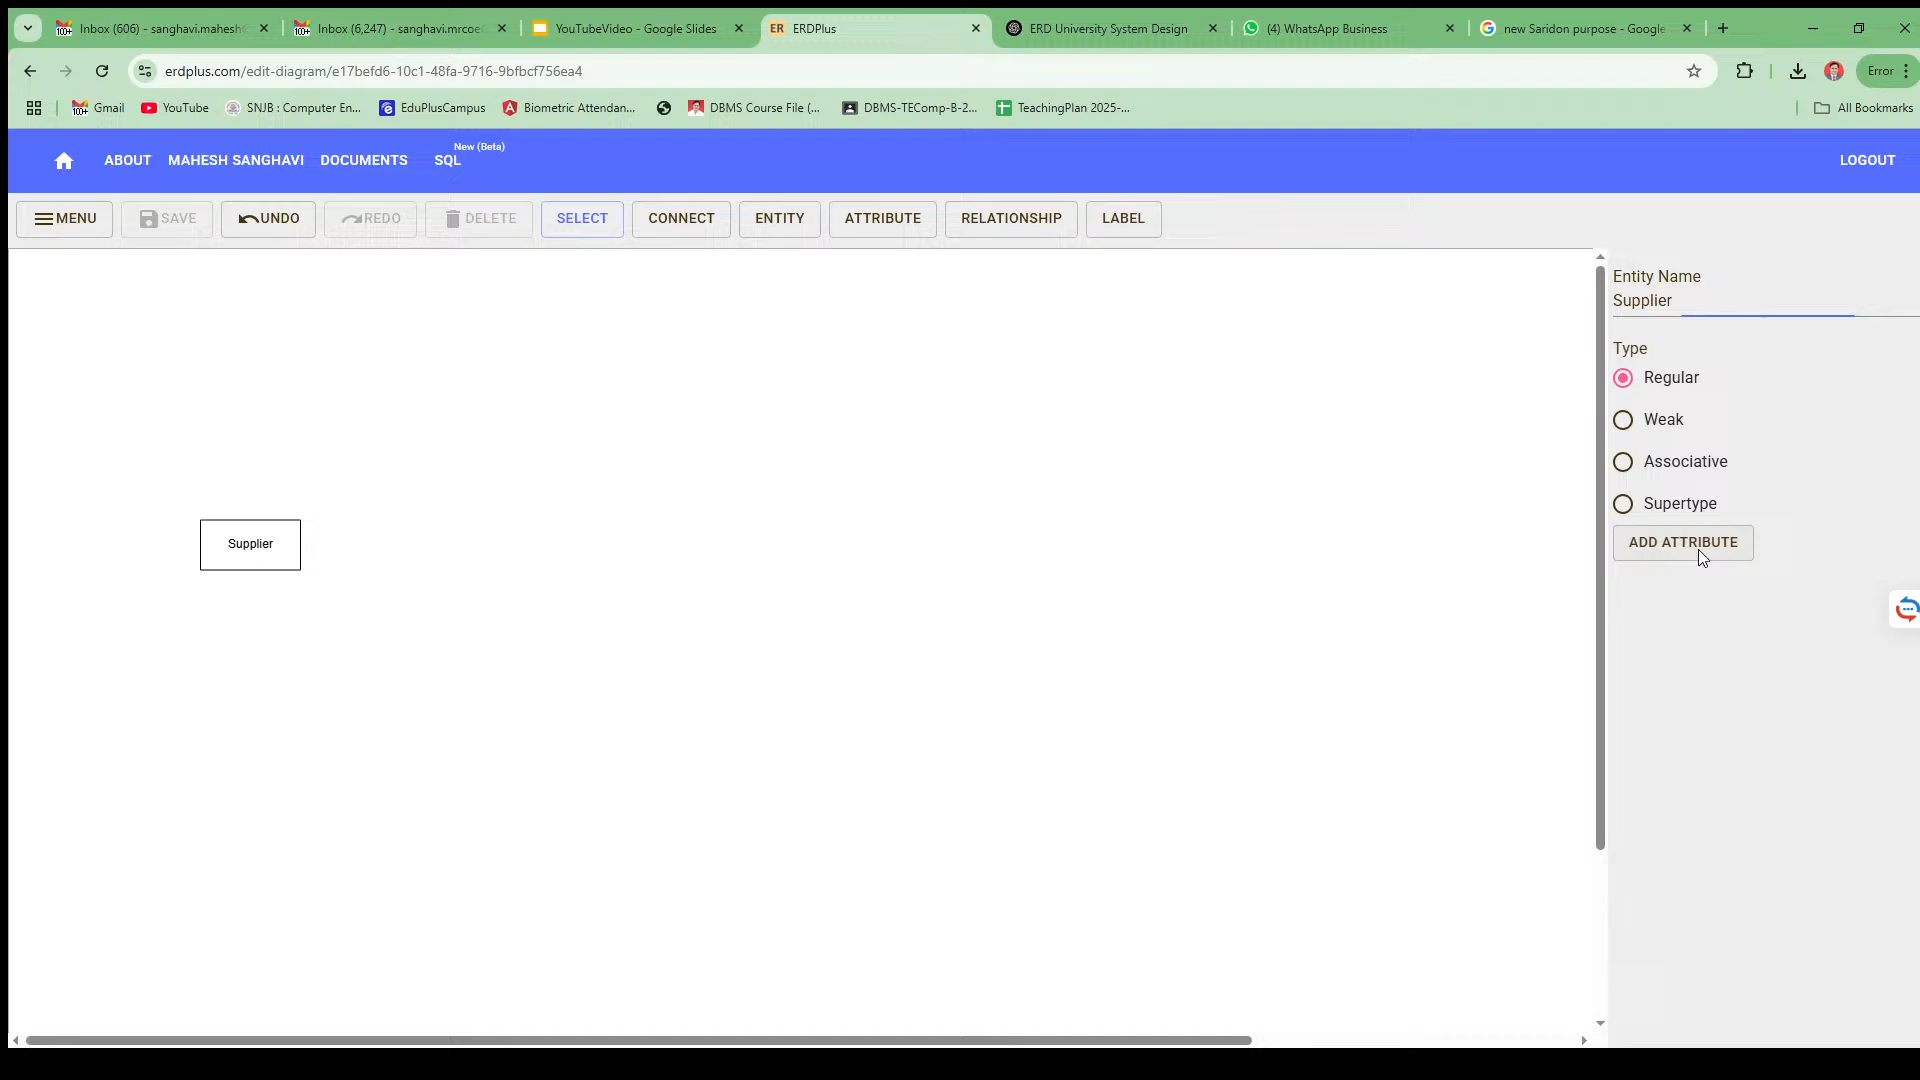 Inbox (606) - sanghavi.mahesh
Inbox (6,247) - sanghavi.mrcoe
YouTubeVideo - Google Slides
ER ERDPlus
ERD University System Design
(4) WhatsApp Business
new Saridon purpose - Google
erdplus.com/edit-diagram/e17befd6-10c1-48fa-9716-9bfbcf756ea4
Error
Gmail
YouTube
SNJB : Computer En...
EduPlusCampus
Biometric Attendan...
DBMS Course File (...
DBMS-TEComp-B-2...
TeachingPlan 2025-...
All Bookmarks
ABOUT
MAHESH SANGHAVI
DOCUMENTS
SQL
New (Beta)
LOGOUT
MENU
SAVE
UNDO
REDO
DELETE
SELECT
CONNECT
ENTITY
ATTRIBUTE
RELATIONSHIP
LABEL
Supplier
Entity Name
Supplier
Type
Regular
Weak
Associative
Supertype
ADD ATTRIBUTE